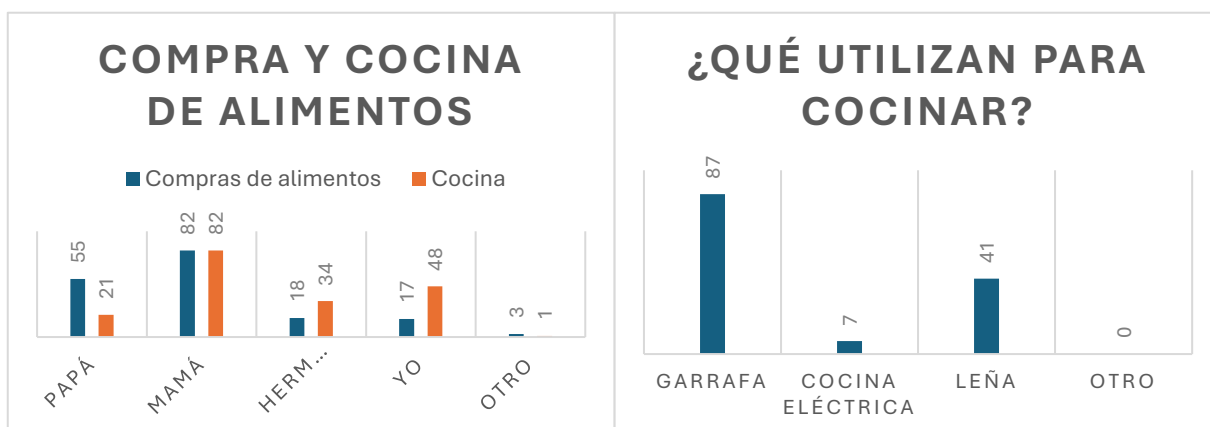 COMPRA Y COCINA
DE ALIMENTOS
Compras de alimentos
Cocina
55
21
82
82
18
34
17
48
3
1
PAPÁ
MAMÁ
HERM...
YO
OTRO
¿QUÉ UTILIZAN PARA
COCINAR?
87
7
41
0
GARRAFA
COCINA
ELÉCTRICA
LEÑA
OTRO